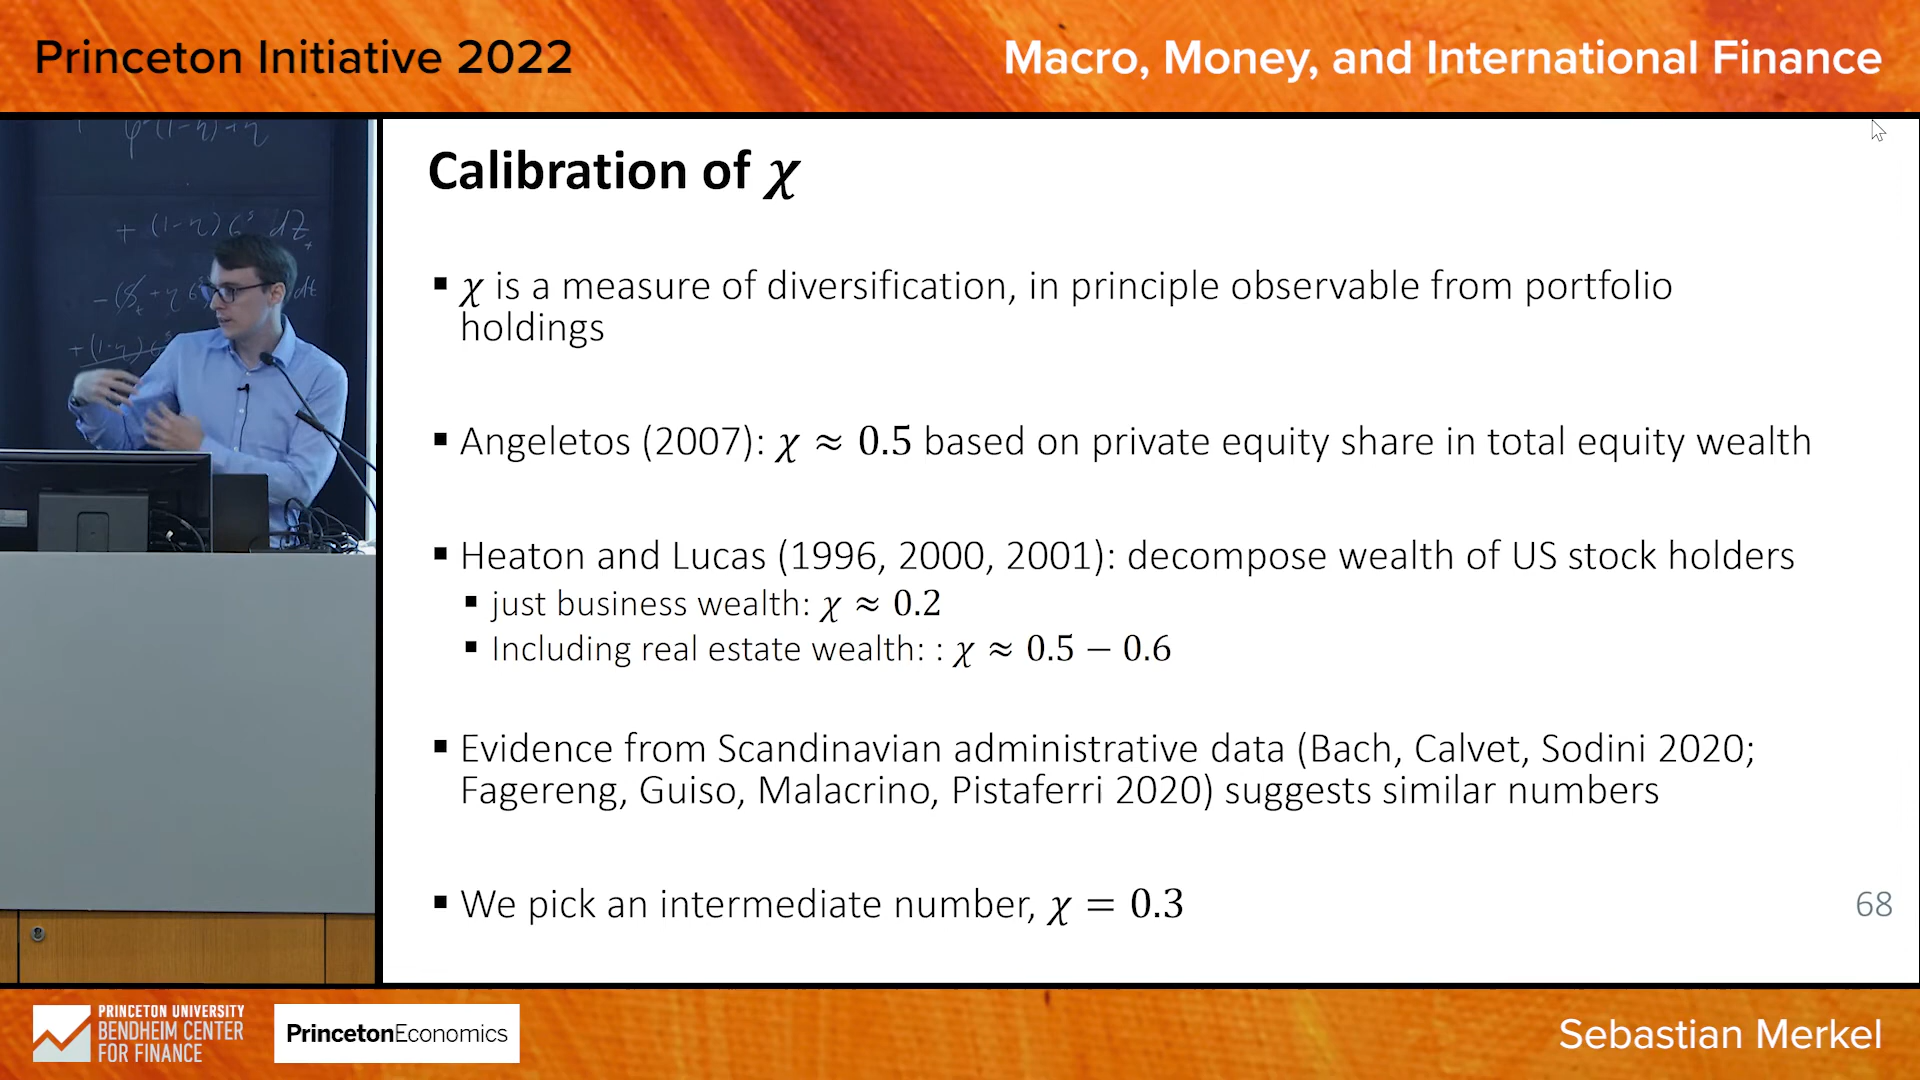 Princeton Initiative 2022
Macro, Money, and International Finance
Calibration of χ
▪ χ is a measure of diversification, in principle observable from portfolio
holdings
▪ Angeletos (2007): χ ≈ 0.5 based on private equity share in total equity wealth
▪ Heaton and Lucas (1996, 2000, 2001): decompose wealth of US stock holders
▪ just business wealth: χ ≈ 0.2
▪ Including real estate wealth: : χ ≈ 0.5 − 0.6
▪ Evidence from Scandinavian administrative data (Bach, Calvet, Sodini 2020;
Fagereng, Guiso, Malacrino, Pistaferri 2020) suggests similar numbers
▪ We pick an intermediate number, χ = 0.3
68
+ (1-η) σ dZ
PRINCETON UNIVERSITY
BENDHEIM CENTER
FOR FINANCE
PrincetonEconomics
Sebastian Merkel